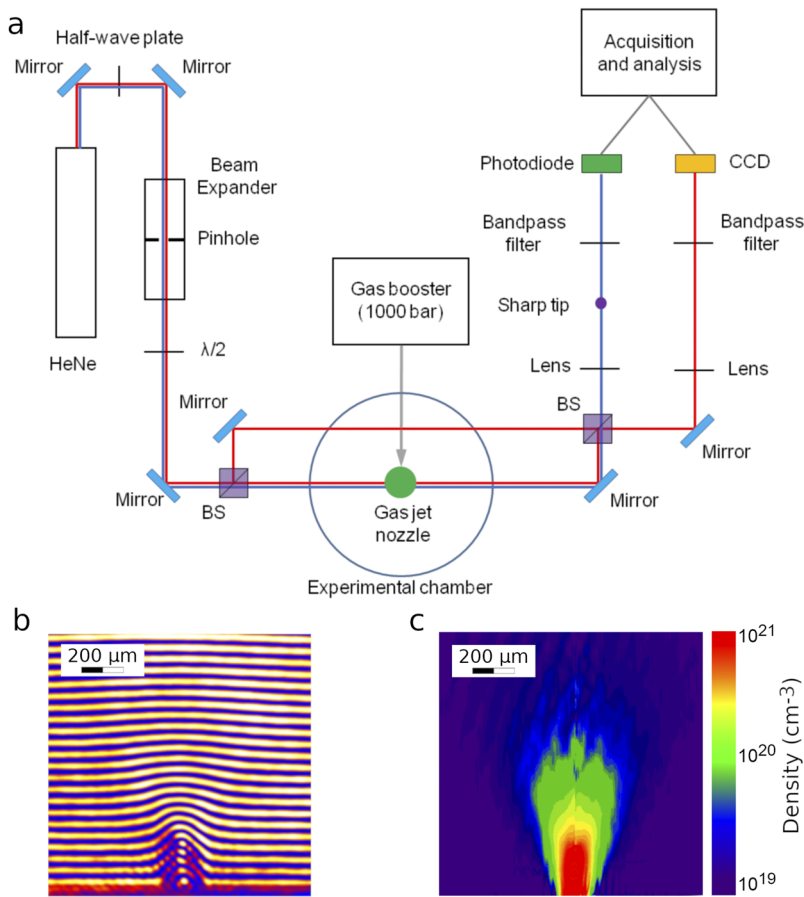 a
Half-wave plate
Mirror
Mirror
Acquisition
and analysis
Beam
Expander
Photodiode
CCD
Pinhole
Bandpass
filter
Bandpass
filter
Gas booster
(1000 bar)
Sharp tip
HeNe
λ/2
Lens
Lens
Mirror
BS
Mirror
Mirror
BS
Gas jet
nozzle
Mirror
Experimental chamber
b
200 µm
c
200 µm
10²¹
10²⁰
10¹⁹
Density (cm⁻³)